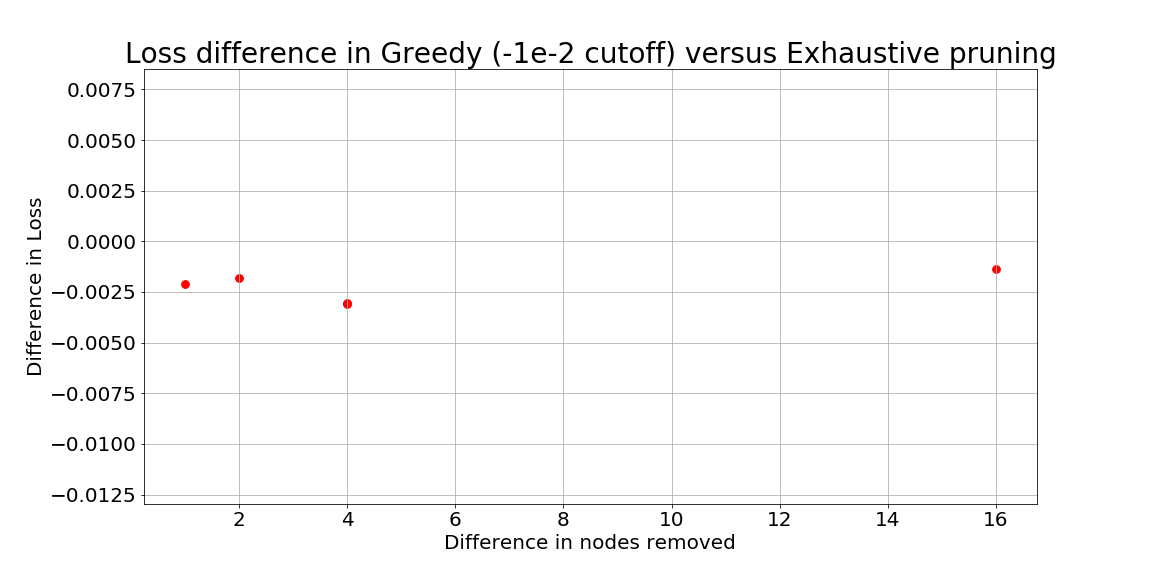 Loss difference in Greedy (-1e-2 cutoff) versus Exhaustive pruning
0.0075
0.0050
0.0025
0.0000
−0.0025
−0.0050
−0.0075
−0.0100
−0.0125
Difference in Loss
2 4 6 8 10 12 14 16
Difference in nodes removed